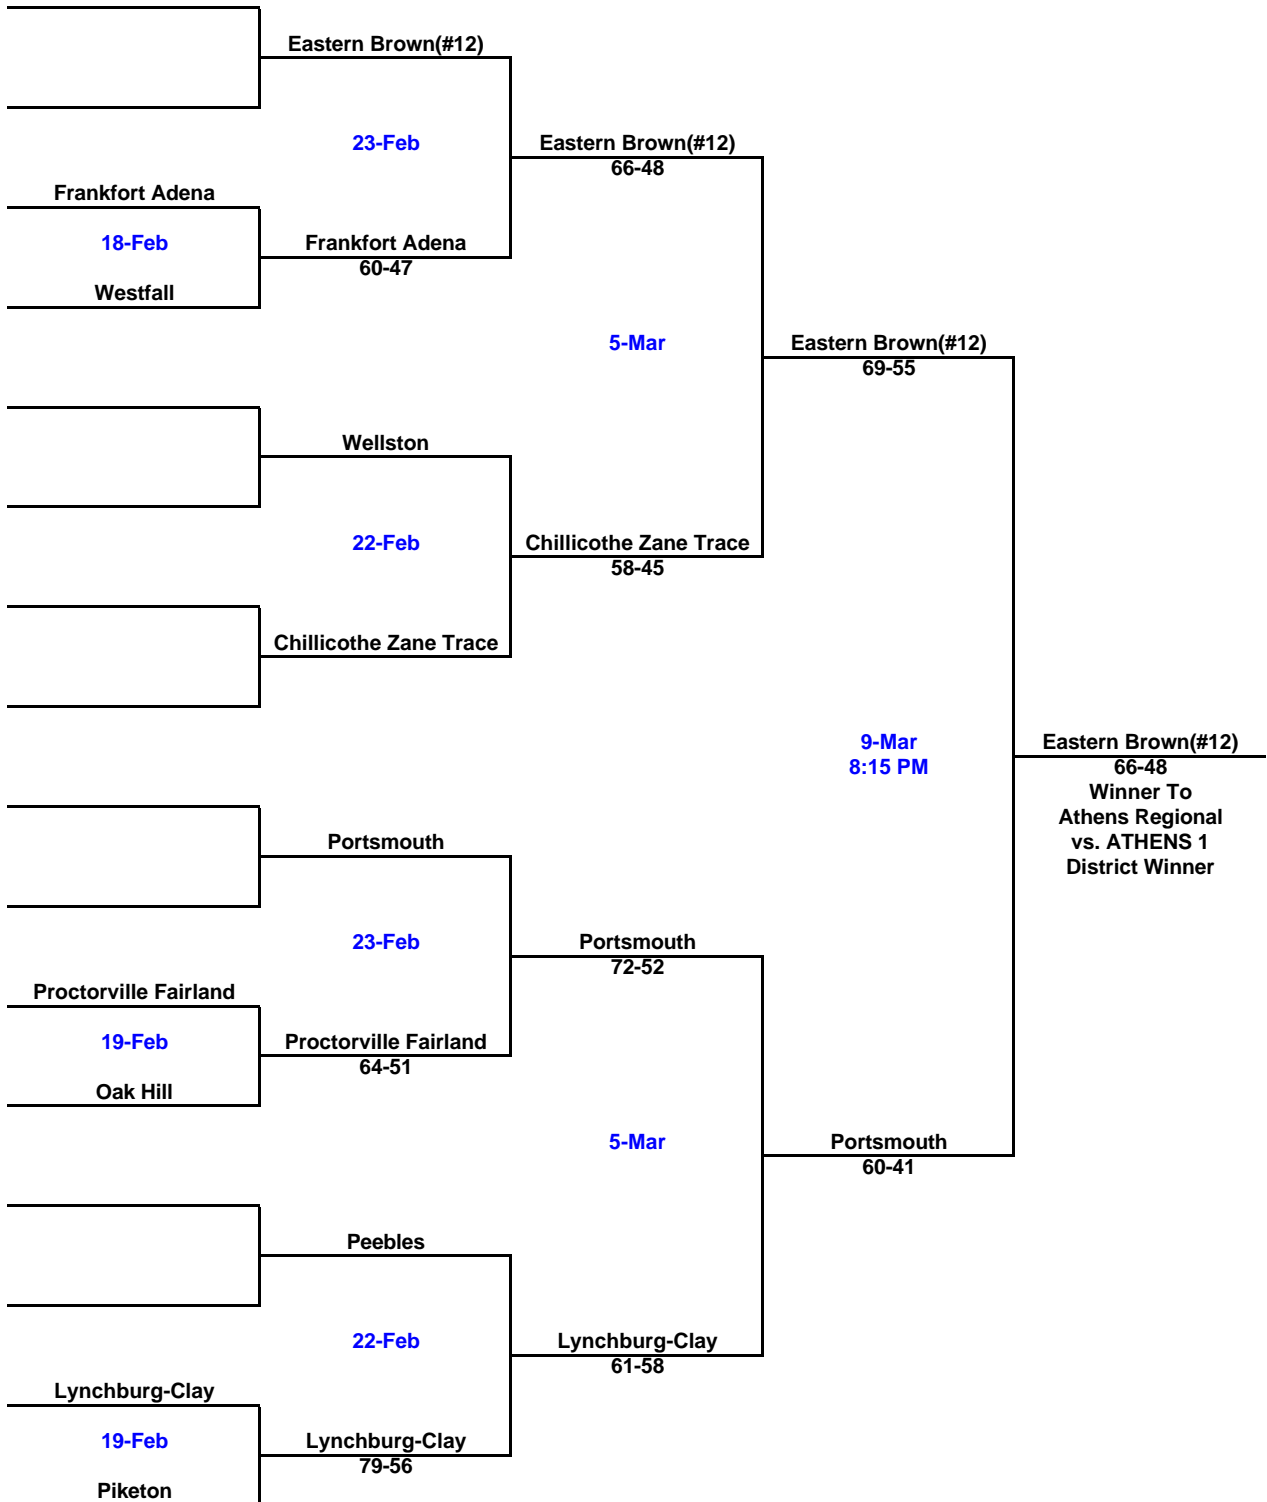 Eastern Brown(#12)
23-Feb
Eastern Brown(#12)
66-48
Frankfort Adena
18-Feb
Frankfort Adena
60-47
Westfall
5-Mar
Eastern Brown(#12)
69-55
Wellston
22-Feb
Chillicothe Zane Trace
58-45
Chillicothe Zane Trace
9-Mar
8:15 PM
Eastern Brown(#12)
66-48
Winner To
Athens Regional
vs. ATHENS 1
District Winner
Portsmouth
23-Feb
Portsmouth
72-52
Proctorville Fairland
19-Feb
Proctorville Fairland
64-51
Oak Hill
5-Mar
Portsmouth
60-41
Peebles
22-Feb
Lynchburg-Clay
61-58
Lynchburg-Clay
19-Feb
Lynchburg-Clay
79-56
Piketon